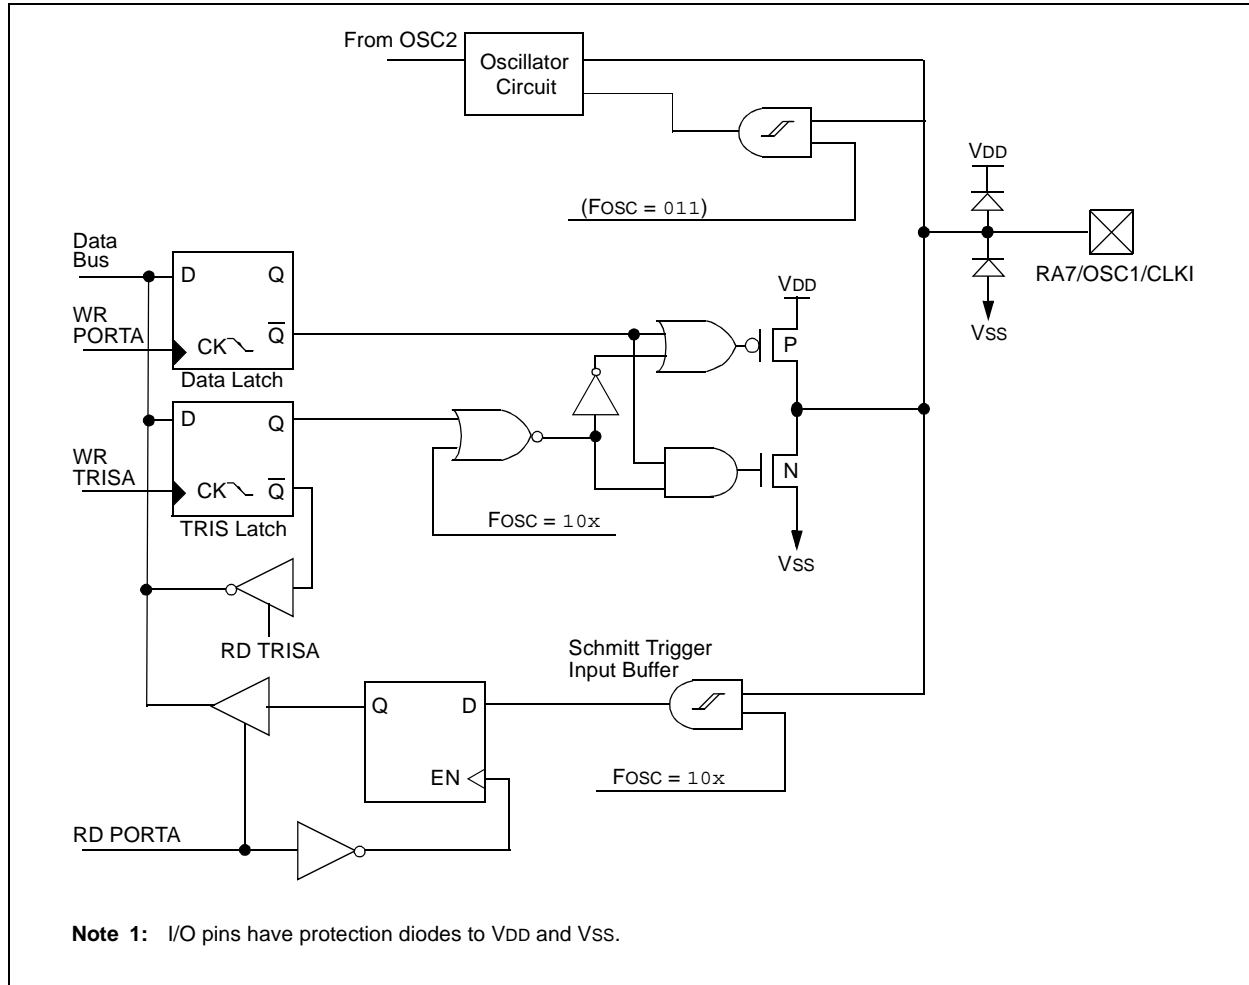 From OSC2
Oscillator
Circuit
VDD
(FOSC = 011)
RA7/OSC1/CLKI
VSS
Data
Bus
D
Q
WR
PORTA
CK
Q
Data Latch
VDD
P
D
Q
WR
TRISA
CK
Q
TRIS Latch
FOSC = 10x
N
VSS
RD TRISA
Schmitt Trigger
Input Buffer
Q
D
EN
FOSC = 10x
RD PORTA
Note 1: I/O pins have protection diodes to VDD and VSS.